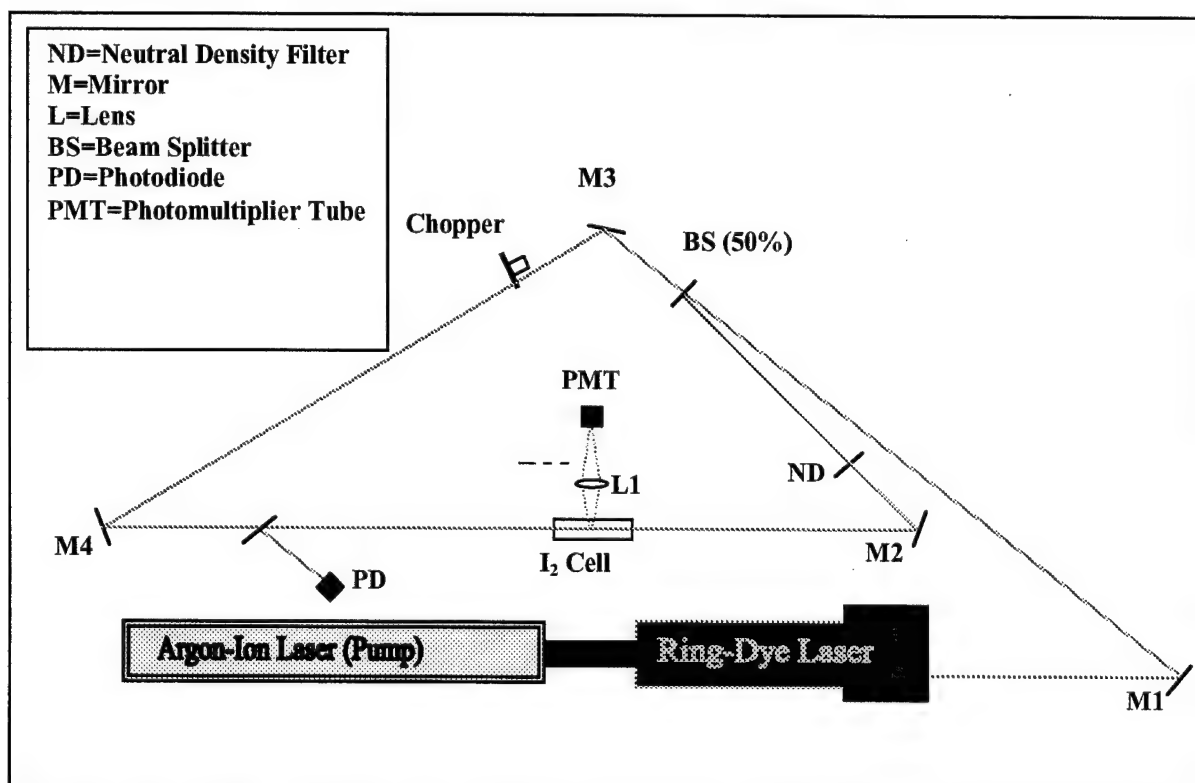 ND=Neutral Density Filter
M=Mirror
L=Lens
BS=Beam Splitter
PD=Photodiode
PMT=Photomultiplier Tube
M3
Chopper
BS (50%)
PMT
ND
L1
M4
M2
I₂ Cell
PD
Argon-Ion Laser (Pump)
Ring-Dye Laser
M1